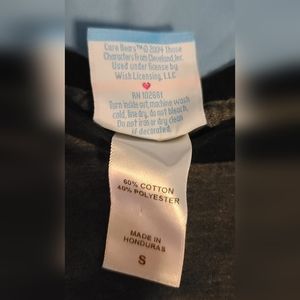 Care Bears™ © 2004 Those
Characters From Cleveland, Inc.
Used under license by
Wish Licensing, LLC
RN 102661
Turn inside out, machine wash
cold, line dry, do not bleach.
Do not iron or dry clean
if decorated.
60% COTTON
40% POLYESTER
MADE IN
HONDURAS
S